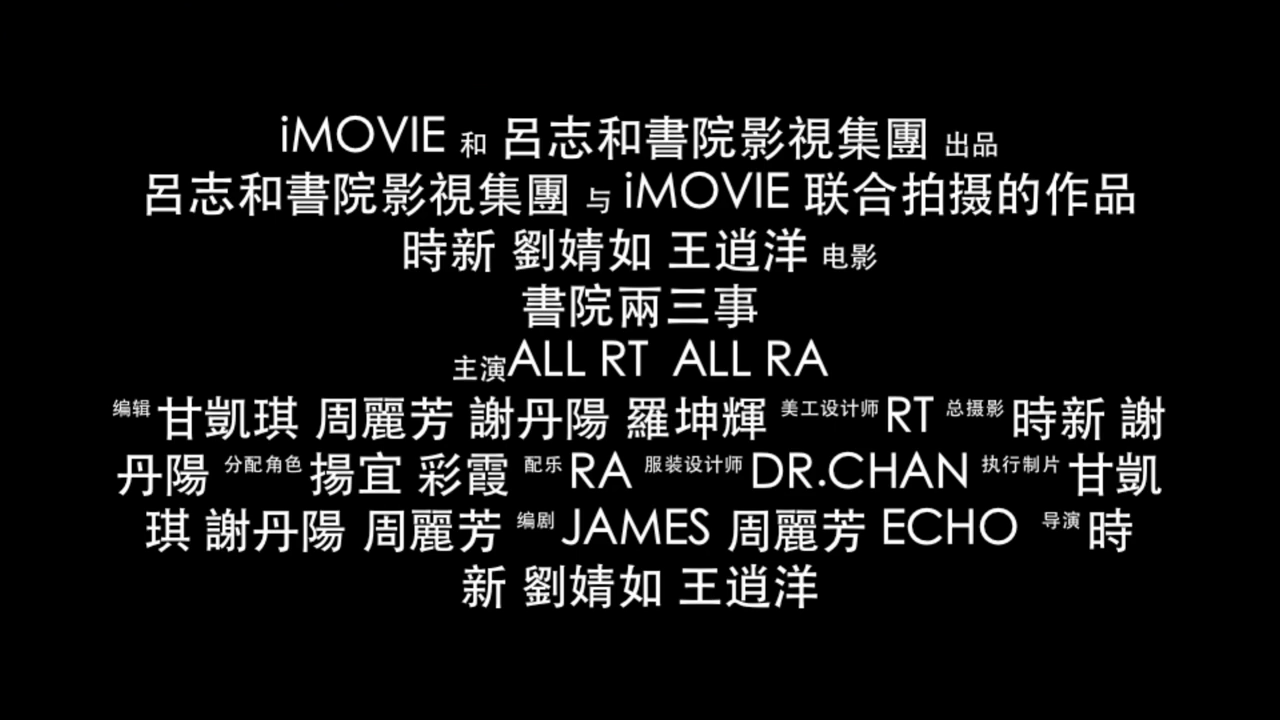 iMOVIE 和 呂志和書院影視集團 出品
呂志和書院影視集團 与 iMOVIE 联合拍摄的作品
時新 劉婧如 王逍洋 电影
書院兩三事
主演ALL RT ALL RA
编辑 甘凱琪 周麗芳 謝丹陽 羅坤輝 美工设计师 RT 总摄影 時新 謝
丹陽 分配角色 揚宜 彩霞 配乐 RA 服装设计师 DR.CHAN 执行制片 甘凱
琪 謝丹陽 周麗芳 编剧 JAMES 周麗芳 ECHO 导演 時
新 劉婧如 王逍洋